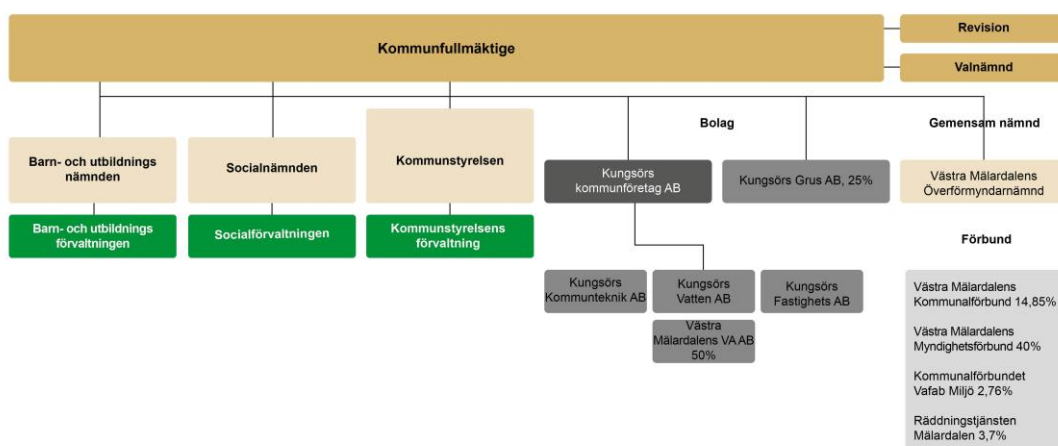 Kommunfullmäktige
Revision
Valnämnd
Bolag
Gemensam nämnd
Barn- och utbildnings
nämnden
Socialnämnden
Kommunstyrelsen
Kungsörs
kommunföretag AB
Kungsörs Grus AB, 25%
Västra Mälardalens
Överförmyndarnämnd
Barn- och utbildnings
förvaltningen
Socialförvaltningen
Kommunstyrelsens
förvaltning
Förbund
Kungsörs
Kommunteknik AB
Kungsörs
Vatten AB
Kungsörs
Fastighets AB
Västra
Mälardalens VA AB
50%
Västra Mälardalens
Kommunalförbund 14,85%
Västra Mälardalens
Myndighetsförbund 40%
Kommunalförbundet
Vafab Miljö 2,76%
Räddningstjänsten
Mälardalen 3,7%